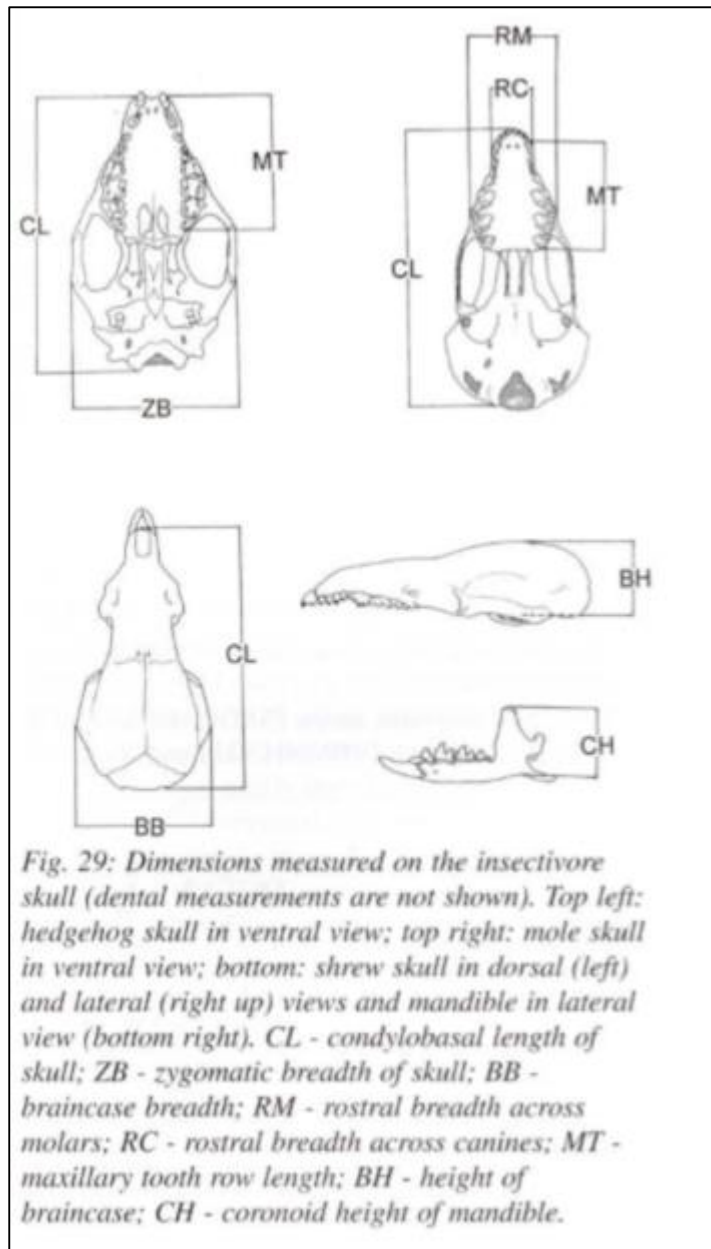 RM
RC
MT
MT
CL
CL
ZB
BH
CL
CH
BB
Fig. 29: Dimensions measured on the insectivore
skull (dental measurements are not shown). Top left:
hedgehog skull in ventral view; top right: mole skull
in ventral view; bottom: shrew skull in dorsal (left)
and lateral (right up) views and mandible in lateral
view (bottom right). CL - condylobasal length of
skull; ZB - zygomatic breadth of skull; BB -
braincase breadth; RM - rostral breadth across
molars; RC - rostral breadth across canines; MT -
maxillary tooth row length; BH - height of
braincase; CH - coronoid height of mandible.